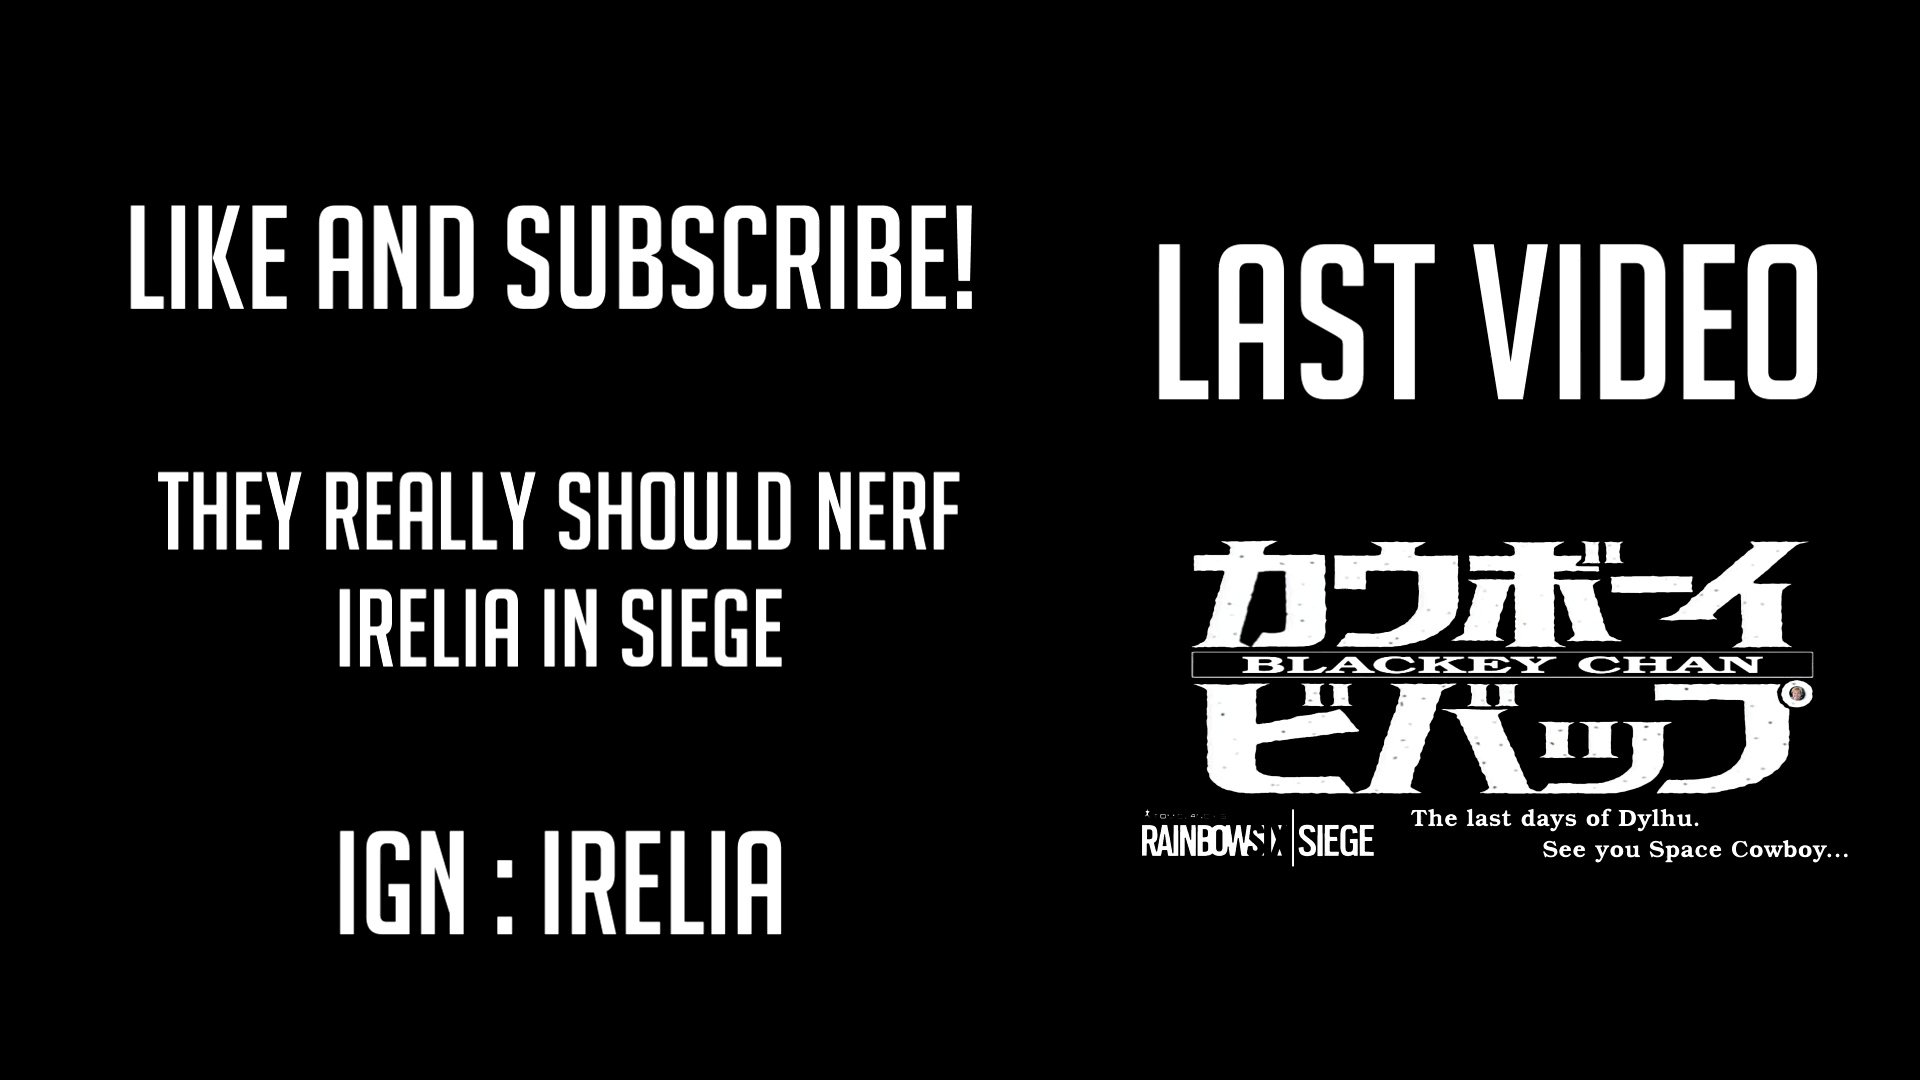 LIKE AND SUBSCRIBE!
THEY REALLY SHOULD NERF
IRELIA IN SIEGE
IGN : IRELIA
LAST VIDEO
カウボーイ
BLACKEY CHAN
ビバップ
RAINBOWSIX | SIEGE
The last days of Dylhu.
See you Space Cowboy...